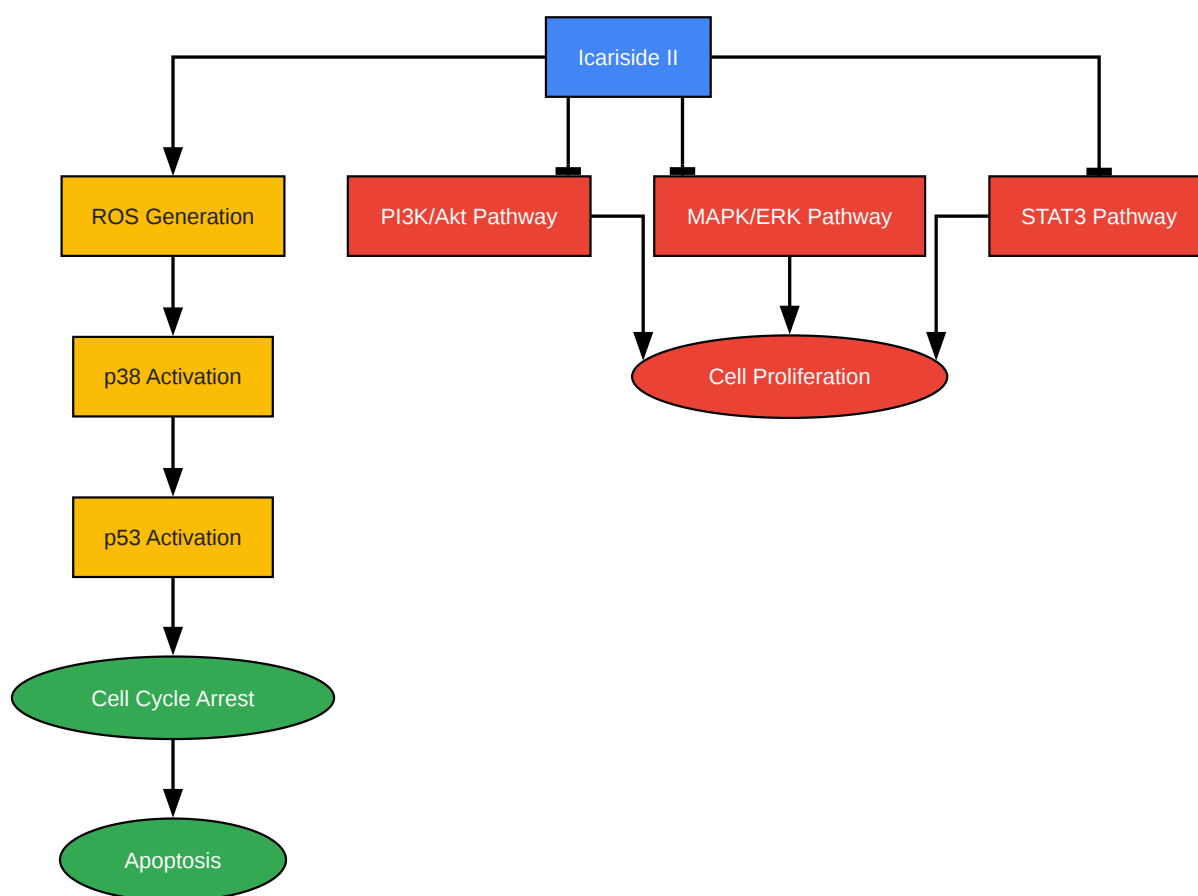 Icariside II
ROS Generation
PI3K/Akt Pathway
MAPK/ERK Pathway
STAT3 Pathway
p38 Activation
Cell Proliferation
p53 Activation
Cell Cycle Arrest
Apoptosis